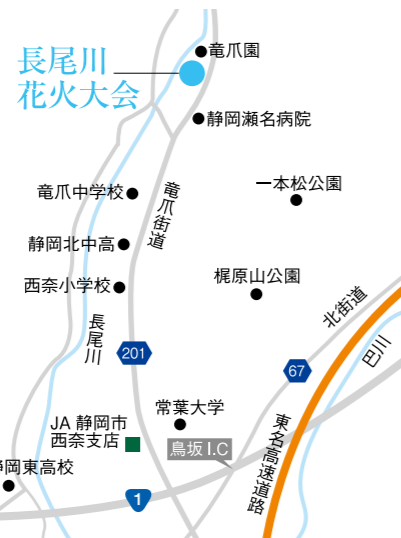 長尾川
花火大会
竜爪園
静岡瀬名病院
竜爪中学校
竜爪街道
一本松公園
静岡北中高
西奈小学校
梶原山公園
北街道
長尾川
巴川
201
67
常葉大学
JA 静岡市
西奈支店
鳥坂 I.C
東名高速道路
岡東高校
1